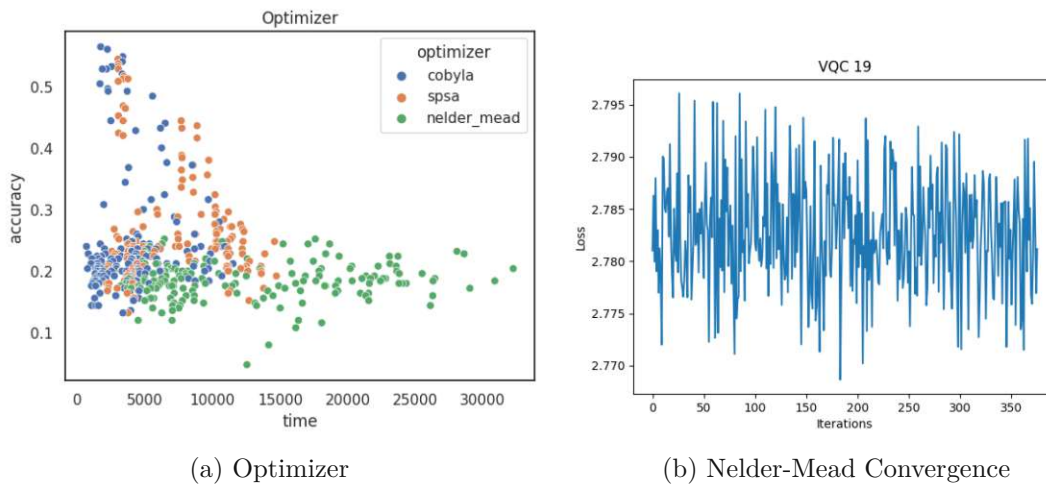 Optimizer
optimizer
cobyla
spsa
nelder_mead
accuracy
0.5
0.4
0.3
0.2
0.1
0 5000 10000 15000 20000 25000 30000
time
(a) Optimizer
VQC 19
Loss
2.795
2.790
2.785
2.780
2.775
2.770
0 50 100 150 200 250 300 350
Iterations
(b) Nelder-Mead Convergence